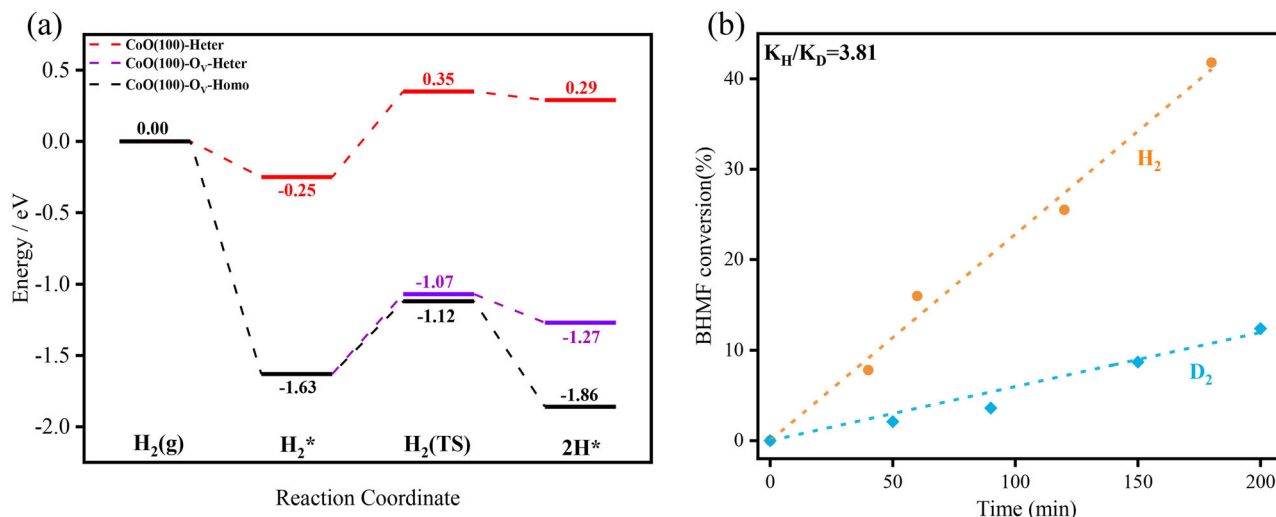 (a)
CoO(100)-Heter
CoO(100)-Oᵥ-Heter
CoO(100)-Oᵥ-Homo
Energy / eV
0.5
0.0
-0.5
-1.0
-1.5
-2.0
0.00
-0.25
0.35
0.29
-1.63
-1.07
-1.12
-1.27
-1.86
H₂(g)
H₂*
H₂(TS)
2H*
Reaction Coordinate
(b)
K_H/K_D=3.81
BHMF conversion(%)
40
30
20
10
0
H₂
D₂
0
50
100
150
200
Time (min)